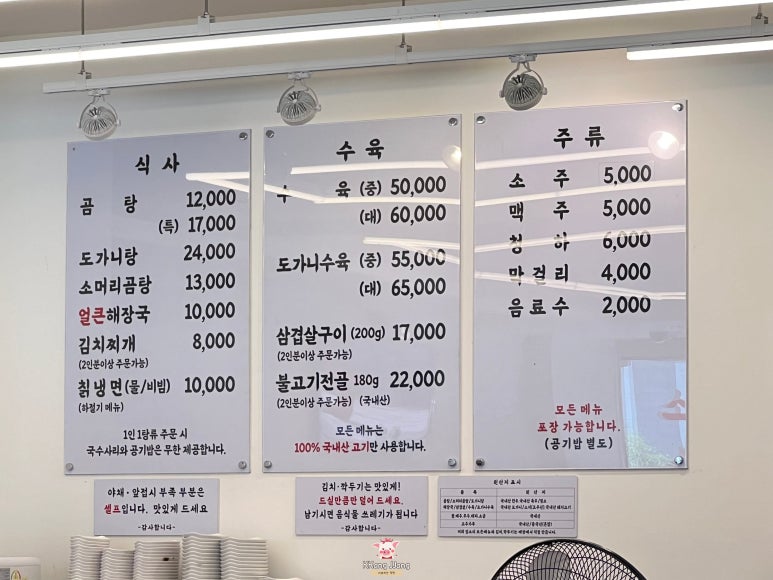 식 사
곰 탕 12,000
(특) 17,000
도가니탕 24,000
소머리곰탕 13,000
얼큰해장국 10,000
김치찌개 8,000
(2인분이상 주문가능)
칡냉면(물/비빔) 10,000
(하절기 메뉴)
1인 1탕류 주문 시
국수사리와 공기밥은 무한 제공합니다.
수 육
수 육 (중) 50,000
(대) 60,000
도가니수육 (중) 55,000
(대) 65,000
삼겹살구이 (200g) 17,000
(2인분이상 주문가능)
불고기전골 180g 22,000
(2인분이상 주문가능) (국내산)
모든 메뉴는
100% 국내산 고기만 사용합니다.
주 류
소 주 5,000
맥 주 5,000
청 하 6,000
막 걸 리 4,000
음 료 수 2,000
모든 메뉴
포장 가능합니다.
(공기밥 별도)
야채·앞접시 부족 부분은
셀프입니다. 맛있게 드세요
-감사합니다-
김치·깍두기는 맛있게!
드실만큼만 덜어 드세요.
남기시면 음식물 쓰레기가 됩니다
-감사합니다-
원산지표시
KKong JJong